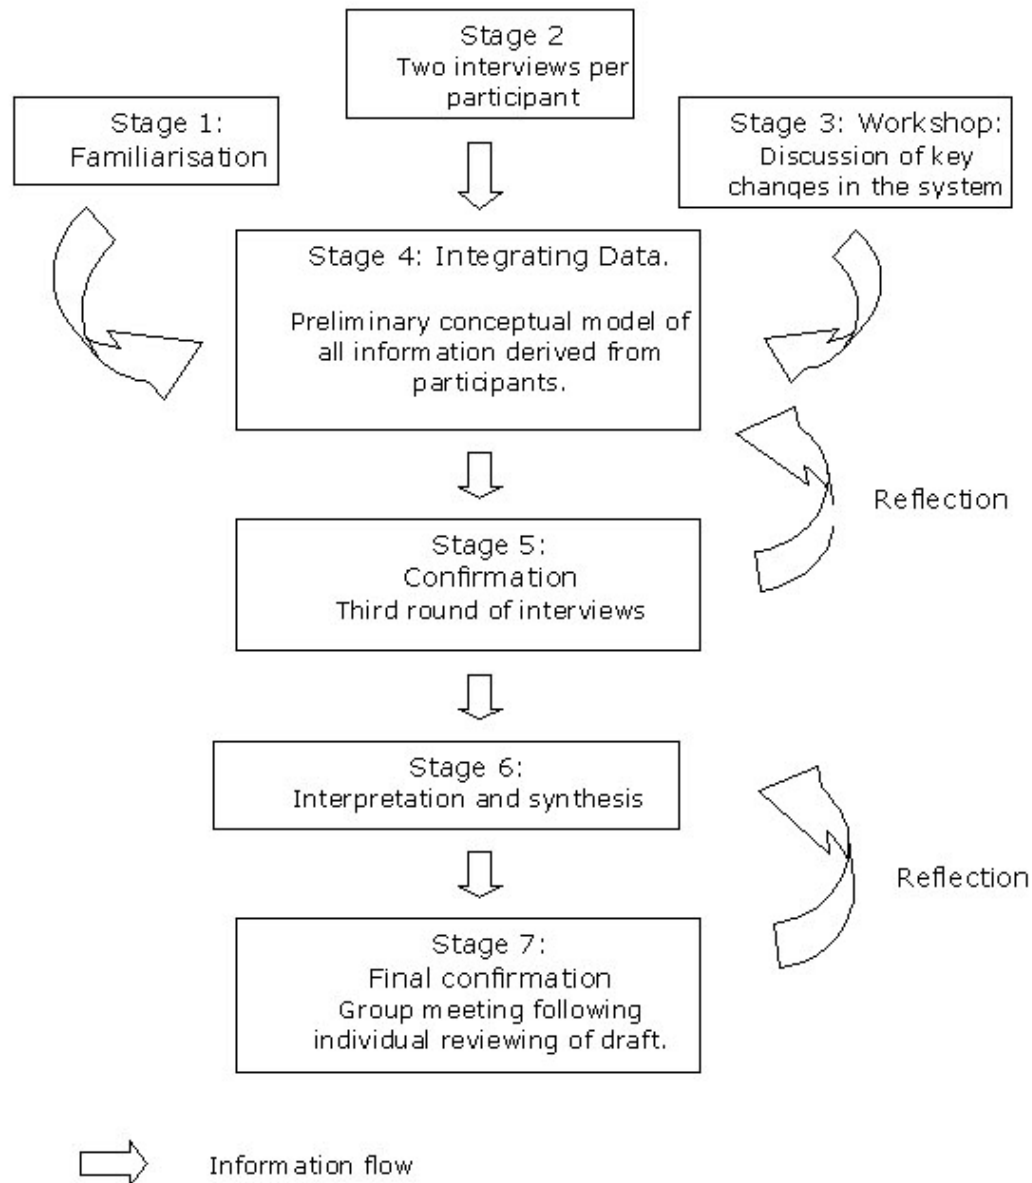 Stage 1:
Familiarisation
Stage 2
Two interviews per
participant
Stage 3: Workshop:
Discussion of key
changes in the system
Stage 4: Integrating Data.
Preliminary conceptual model of
all information derived from
participants.
Reflection
Stage 5:
Confirmation
Third round of interviews
Stage 6:
Interpretation and synthesis
Reflection
Stage 7:
Final confirmation
Group meeting following
individual reviewing of draft.
Information flow